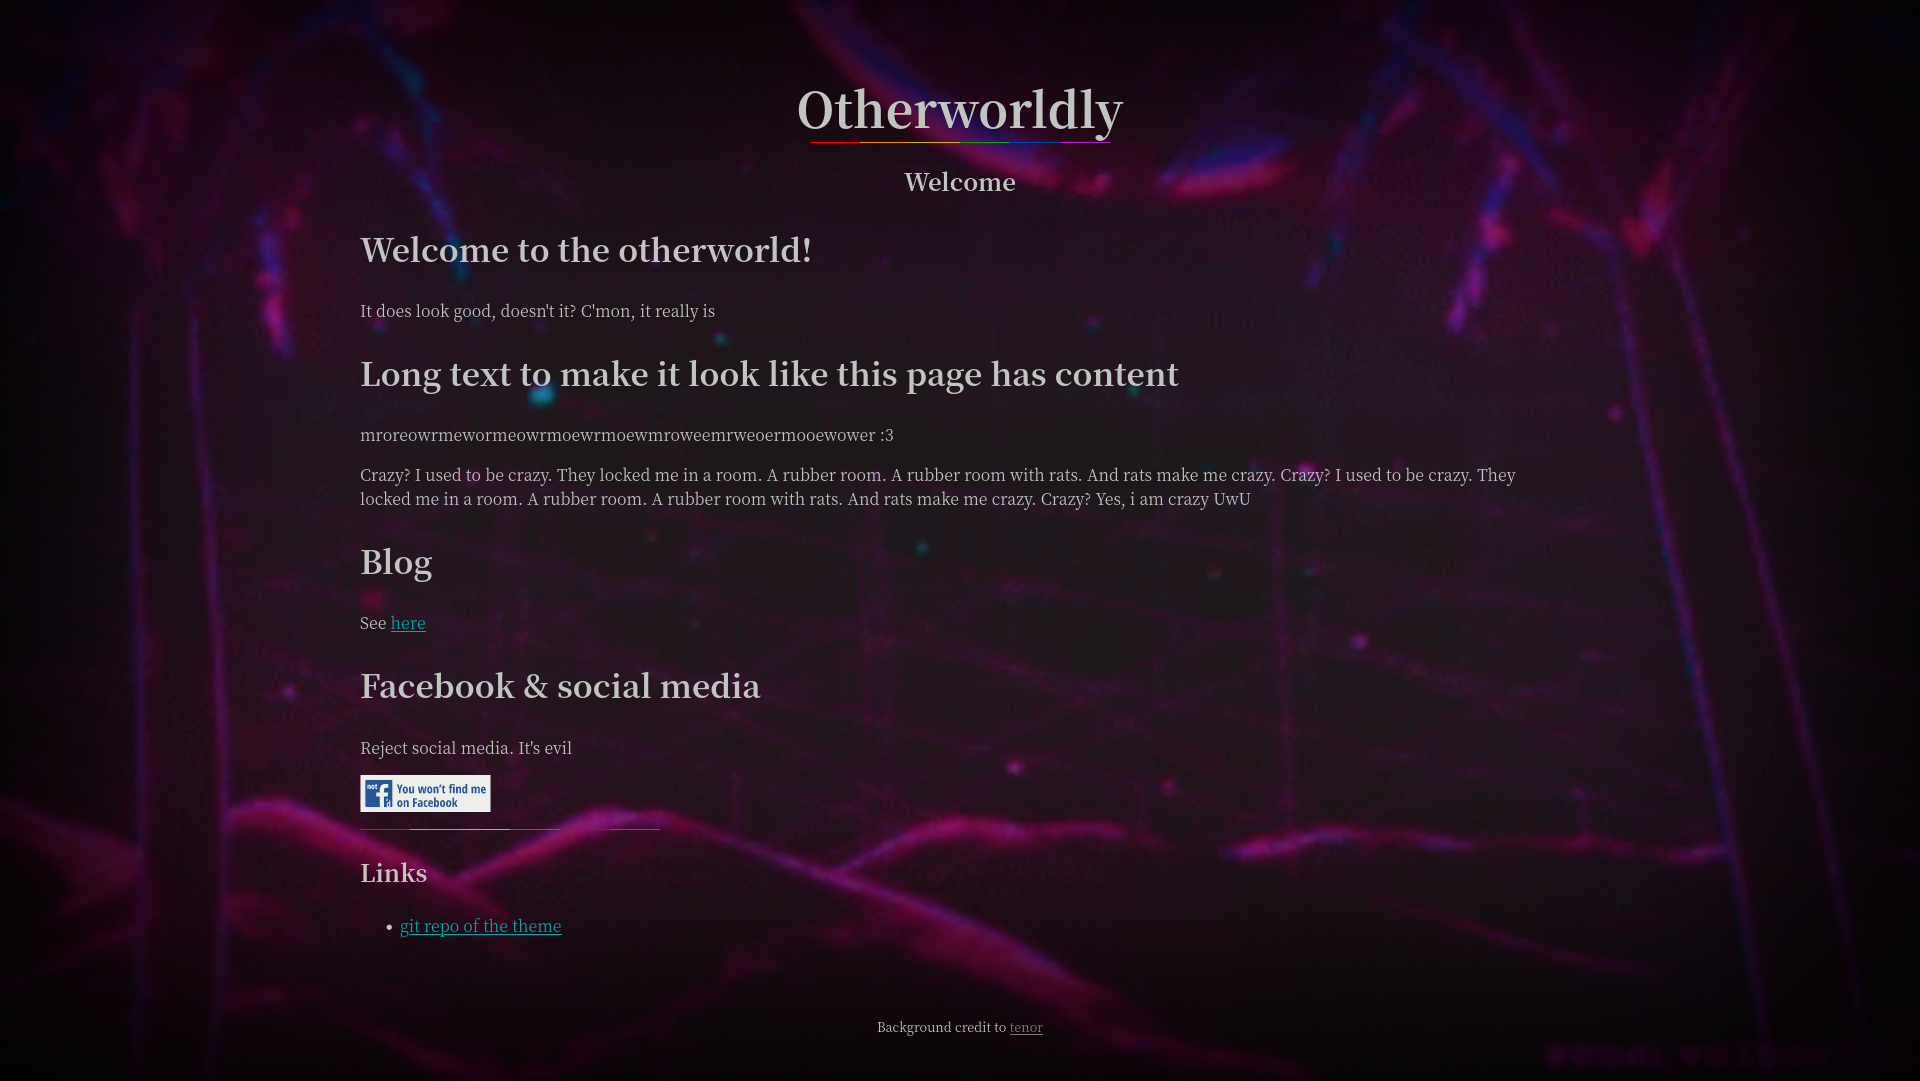 Otherworldly
Welcome
Welcome to the otherworld!
It does look good, doesn't it? C'mon, it really is
Long text to make it look like this page has content
mroreowrmewormeowrmoewrmoewmroweemrweoermooewower :3
Crazy? I used to be crazy. They locked me in a room. A rubber room. A rubber room with rats. And rats make me crazy. Crazy? I used to be crazy. They
locked me in a room. A rubber room. A rubber room with rats. And rats make me crazy. Crazy? Yes, i am crazy UwU
Blog
See here
Facebook & social media
Reject social media. It's evil
not f'd
You won't find me
on Facebook
Links
• git repo of the theme
Background credit to tenor